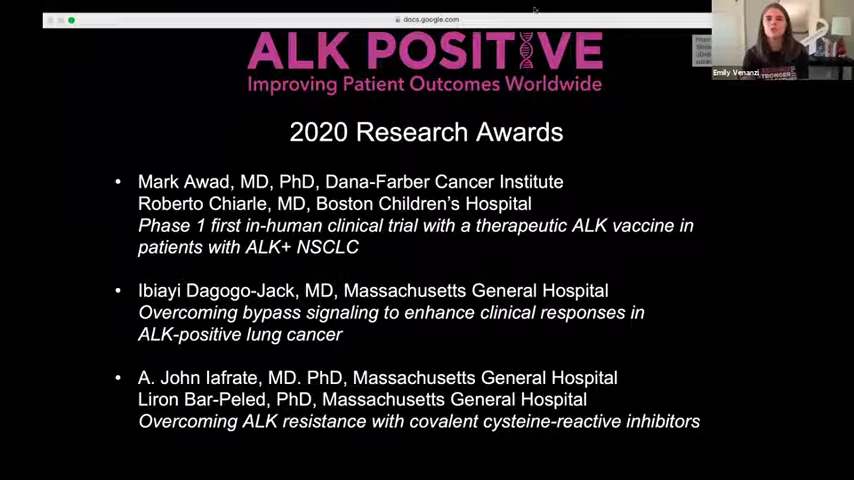 docs.google.com
ALK POSITIVE
Improving Patient Outcomes Worldwide
Emily Venanzi
2020 Research Awards
• Mark Awad, MD, PhD, Dana-Farber Cancer Institute
Roberto Chiarle, MD, Boston Children's Hospital
Phase 1 first in-human clinical trial with a therapeutic ALK vaccine in
patients with ALK+ NSCLC
• Ibiayi Dagogo-Jack, MD, Massachusetts General Hospital
Overcoming bypass signaling to enhance clinical responses in
ALK-positive lung cancer
• A. John Iafrate, MD. PhD, Massachusetts General Hospital
Liron Bar-Peled, PhD, Massachusetts General Hospital
Overcoming ALK resistance with covalent cysteine-reactive inhibitors